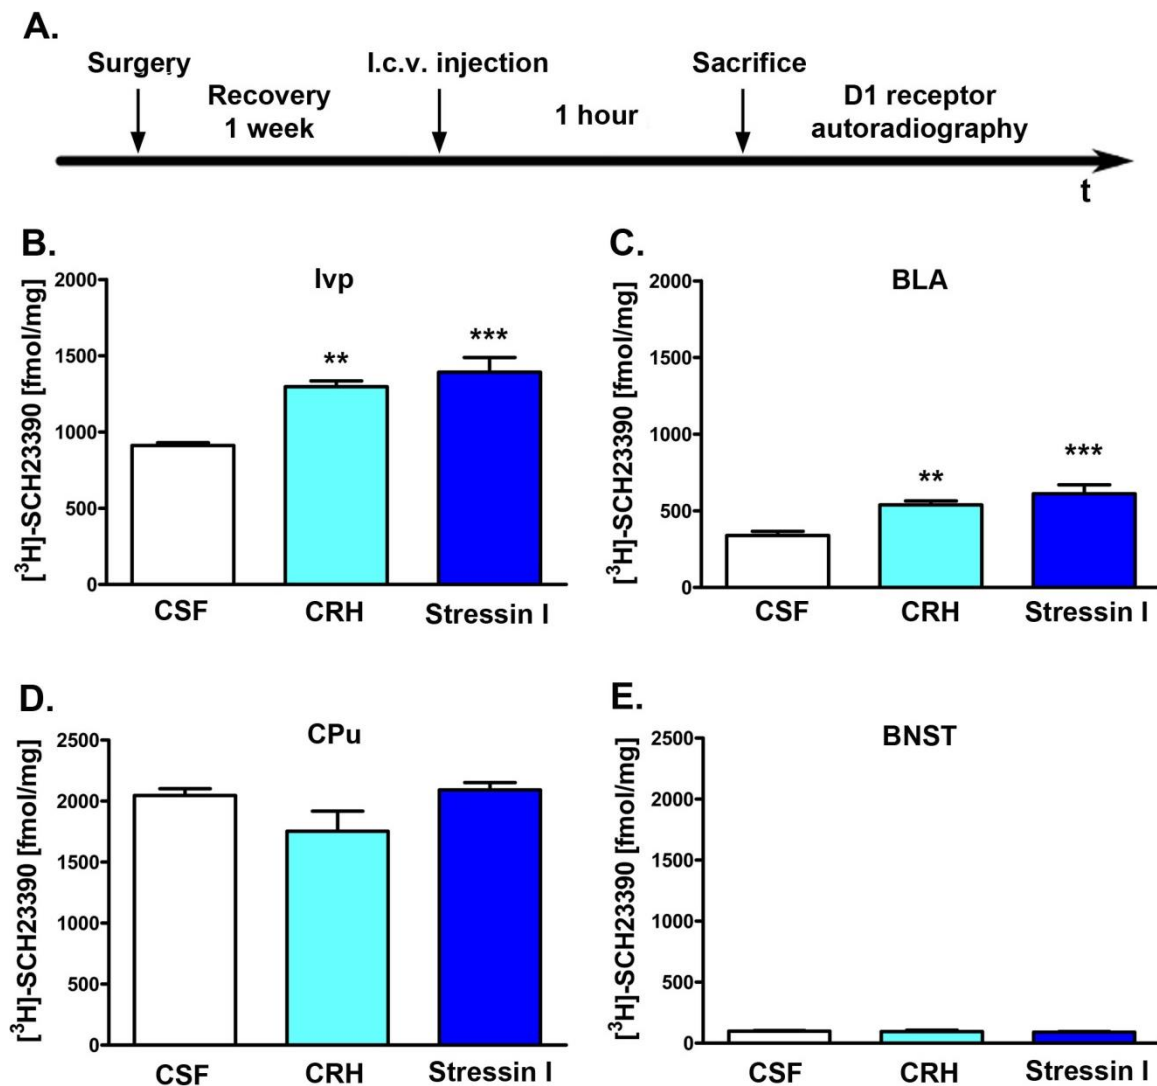 A.
Surgery
I.c.v. injection
Sacrifice
Recovery
1 week
1 hour
D1 receptor
autoradiography
t
B.
Ivp
[³H]-SCH23390 [fmol/mg]
2000
1500
1000
500
0
**
***
CSF
CRH
Stressin I
C.
BLA
[³H]-SCH23390 [fmol/mg]
2000
1500
1000
500
0
**
***
CSF
CRH
Stressin I
D.
CPu
[³H]-SCH23390 [fmol/mg]
2500
2000
1500
1000
500
0
CSF
CRH
Stressin I
E.
BNST
[³H]-SCH23390 [fmol/mg]
2500
2000
1500
1000
500
0
CSF
CRH
Stressin I